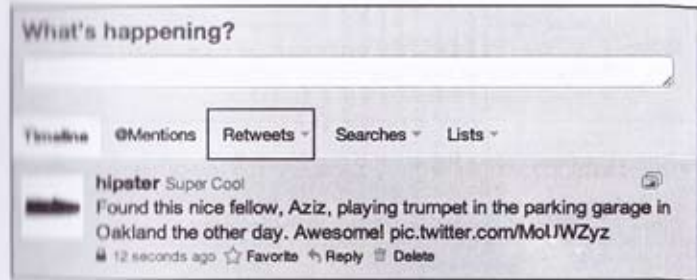 What's happening?
Timeline @Mentions Retweets Searches Lists
hipster Super Cool
Found this nice fellow, Aziz, playing trumpet in the parking garage in
Oakland the other day. Awesome! pic.twitter.com/MoUWZyz
12 seconds ago Favorite Reply Delete